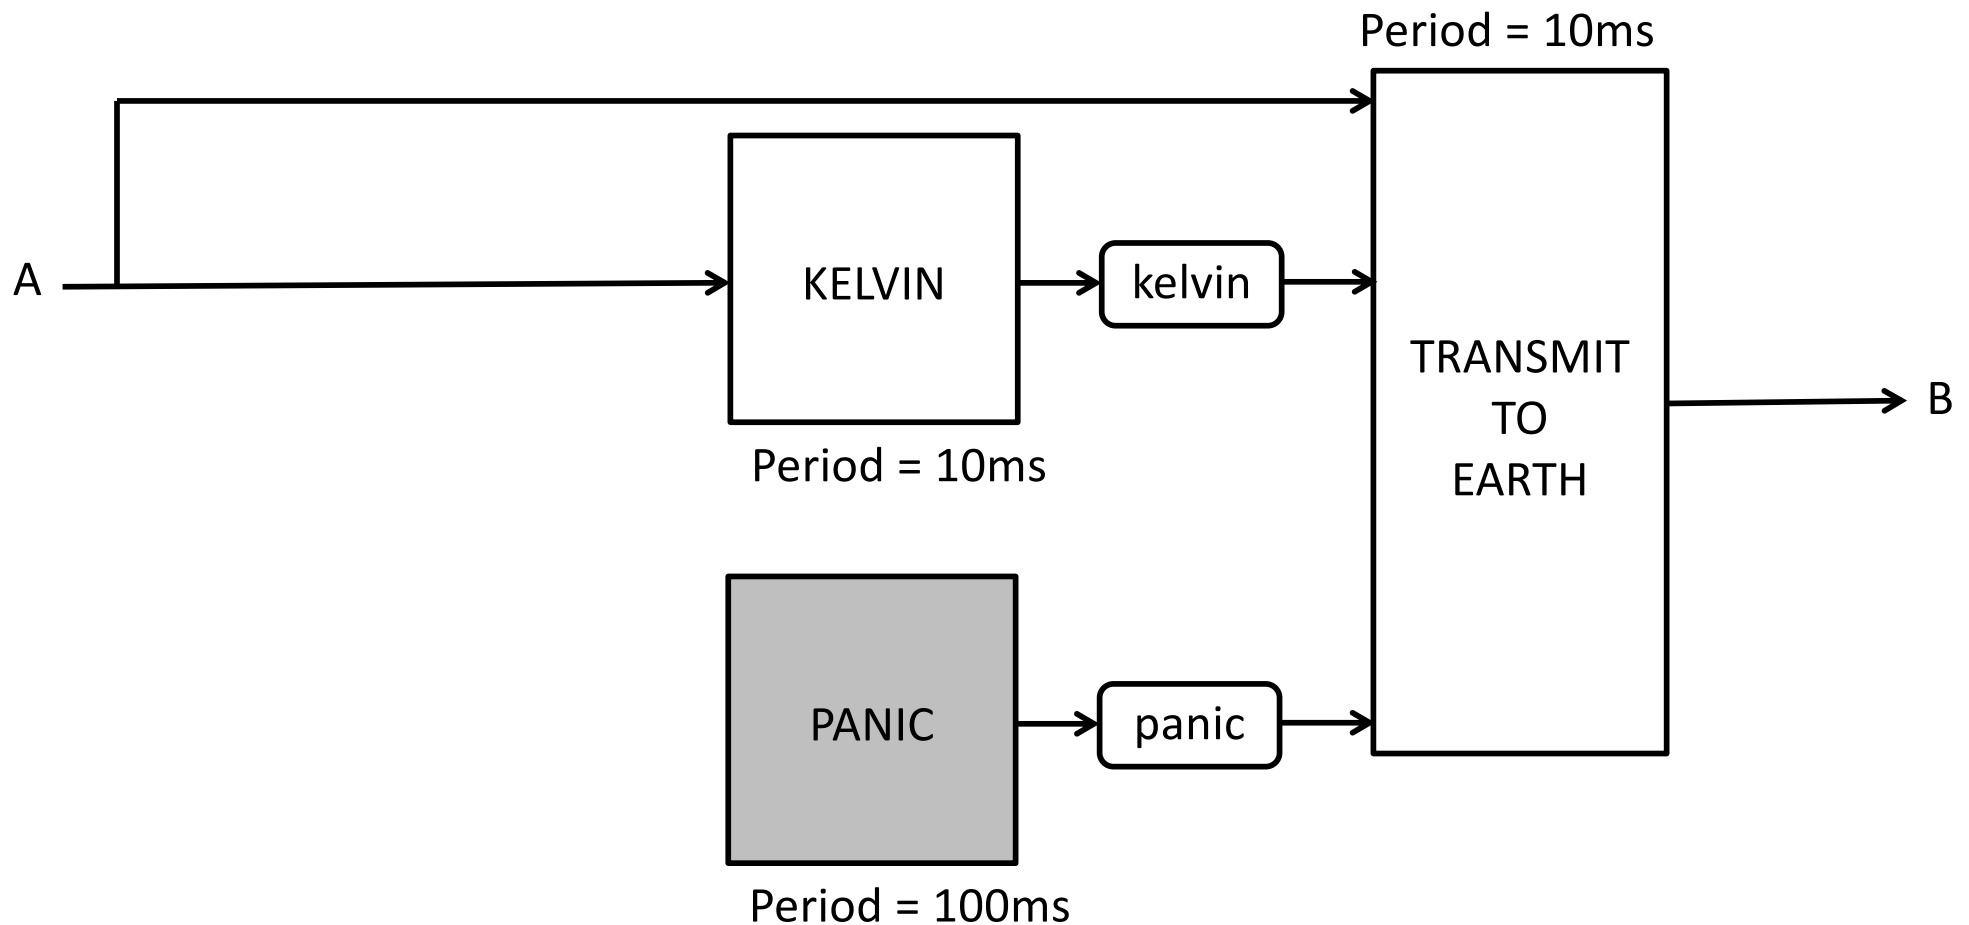 Period = 10ms
A
KELVIN
kelvin
Period = 10ms
TRANSMIT
TO
EARTH
B
PANIC
panic
Period = 100ms